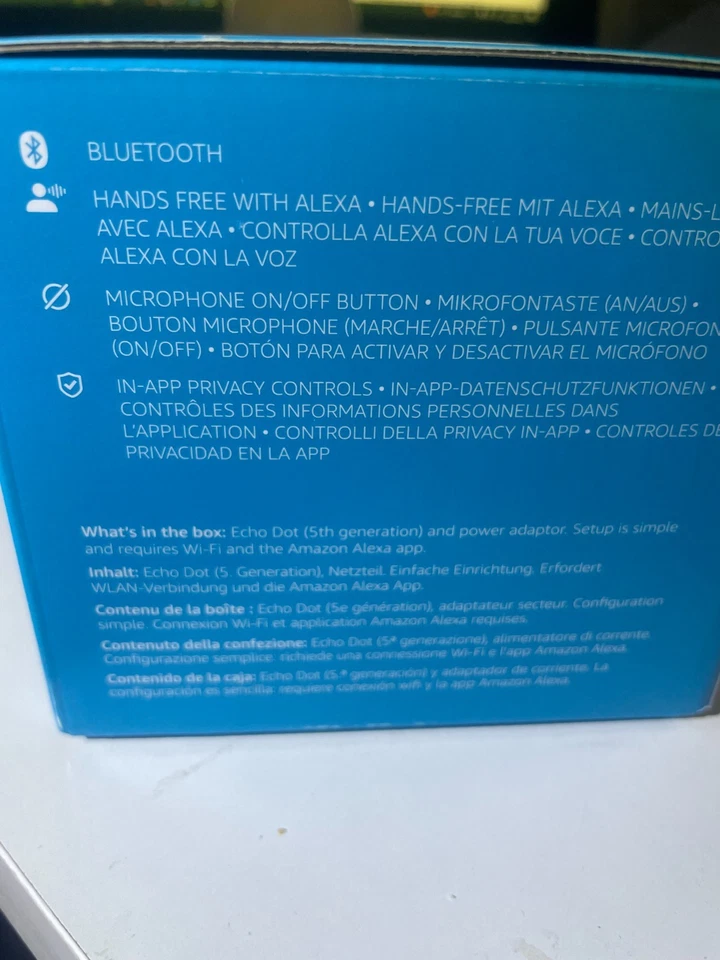 BLUETOOTH
HANDS FREE WITH ALEXA • HANDS-FREE MIT ALEXA • MAINS-L
AVEC ALEXA • CONTROLLA ALEXA CON LA TUA VOCE • CONTRO
ALEXA CON LA VOZ
MICROPHONE ON/OFF BUTTON • MIKROFONTASTE (AN/AUS) •
BOUTON MICROPHONE (MARCHE/ARRÊT) • PULSANTE MICROFON
(ON/OFF) • BOTÓN PARA ACTIVAR Y DESACTIVAR EL MICRÓFONO
IN-APP PRIVACY CONTROLS • IN-APP-DATENSCHUTZFUNKTIONEN •
CONTRÔLES DES INFORMATIONS PERSONNELLES DANS
L'APPLICATION • CONTROLLI DELLA PRIVACY IN-APP • CONTROLES DE
PRIVACIDAD EN LA APP
What's in the box: Echo Dot (5th generation) and power adaptor. Setup is simple
and requires Wi-Fi and the Amazon Alexa app.
Inhalt: Echo Dot (5. Generation), Netzteil. Einfache Einrichtung. Erfordert
WLAN-Verbindung und die Amazon Alexa App.
Contenu de la boîte : Echo Dot (5e génération), adaptateur secteur. Configuration
simple. Connexion Wi-Fi et application Amazon Alexa requises.
Contenuto della confezione: Echo Dot (5ª generazione), alimentatore di corrente.
Configurazione semplice: richiede una connessione Wi-Fi e l'app Amazon Alexa.
Contenido de la caja: Echo Dot (5.ª generación) y adaptador de corriente. La
configuración es sencilla: requiere conexión wifi y la app Amazon Alexa.